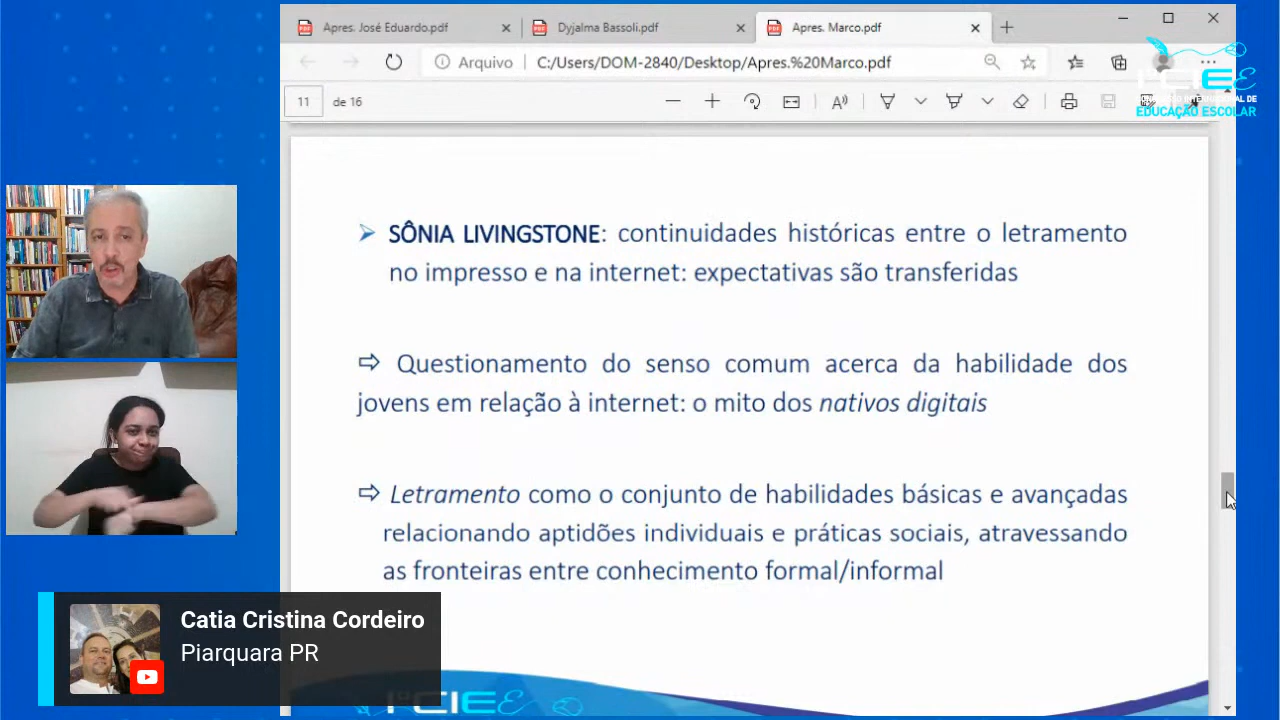 Apres. José Eduardo.pdf
Dyjalma Bassoli.pdf
Apres. Marco.pdf
Arquivo
C:/Users/DOM-2840/Desktop/Apres.%20Marco.pdf
11
de 16
EDUCAÇÃO ESCOLAR
➤ SÔNIA LIVINGSTONE: continuidades históricas entre o letramento
no impresso e na internet: expectativas são transferidas
⇨ Questionamento do senso comum acerca da habilidade dos
jovens em relação à internet: o mito dos nativos digitais
⇨ Letramento como o conjunto de habilidades básicas e avançadas
relacionando aptidões individuais e práticas sociais, atravessando
as fronteiras entre conhecimento formal/informal
Catia Cristina Cordeiro
Piarquara PR
CIEE